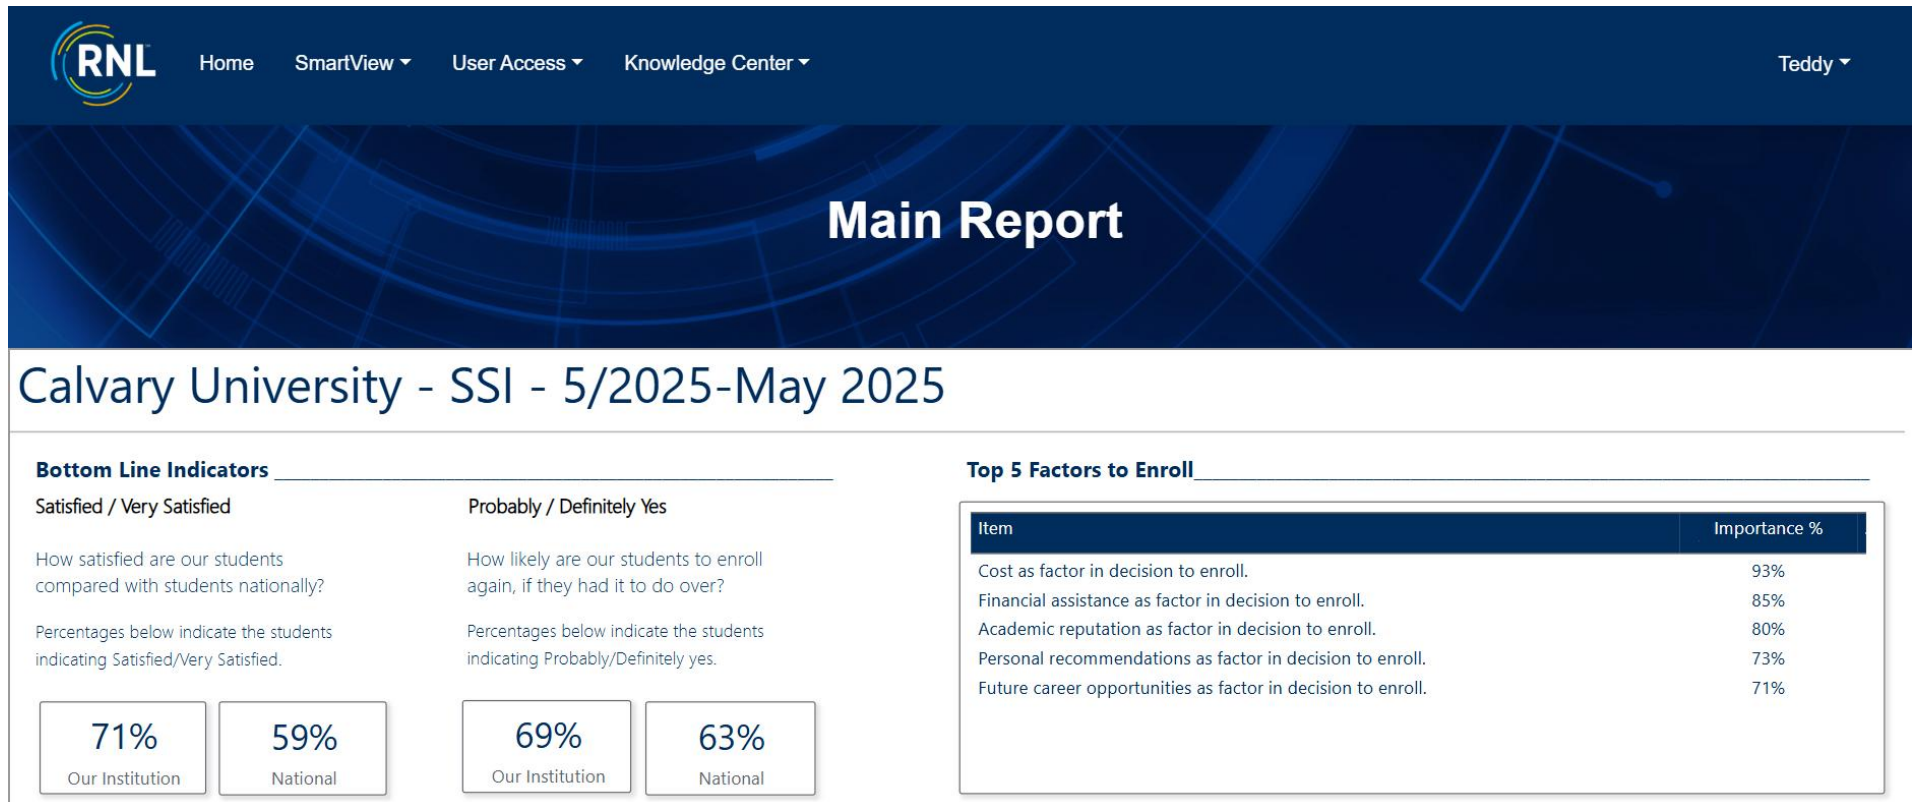 RNL
Home
SmartView
User Access
Knowledge Center
Teddy
Main Report
Calvary University - SSI - 5/2025-May 2025
Bottom Line Indicators
Satisfied / Very Satisfied
How satisfied are our students
compared with students nationally?
Percentages below indicate the students
indicating Satisfied/Very Satisfied.
71%
Our Institution
59%
National
Probably / Definitely Yes
How likely are our students to enroll
again, if they had it to do over?
Percentages below indicate the students
indicating Probably/Definitely yes.
69%
Our Institution
63%
National
Top 5 Factors to Enroll
Item Importance %
Cost as factor in decision to enroll. 93%
Financial assistance as factor in decision to enroll. 85%
Academic reputation as factor in decision to enroll. 80%
Personal recommendations as factor in decision to enroll. 73%
Future career opportunities as factor in decision to enroll. 71%